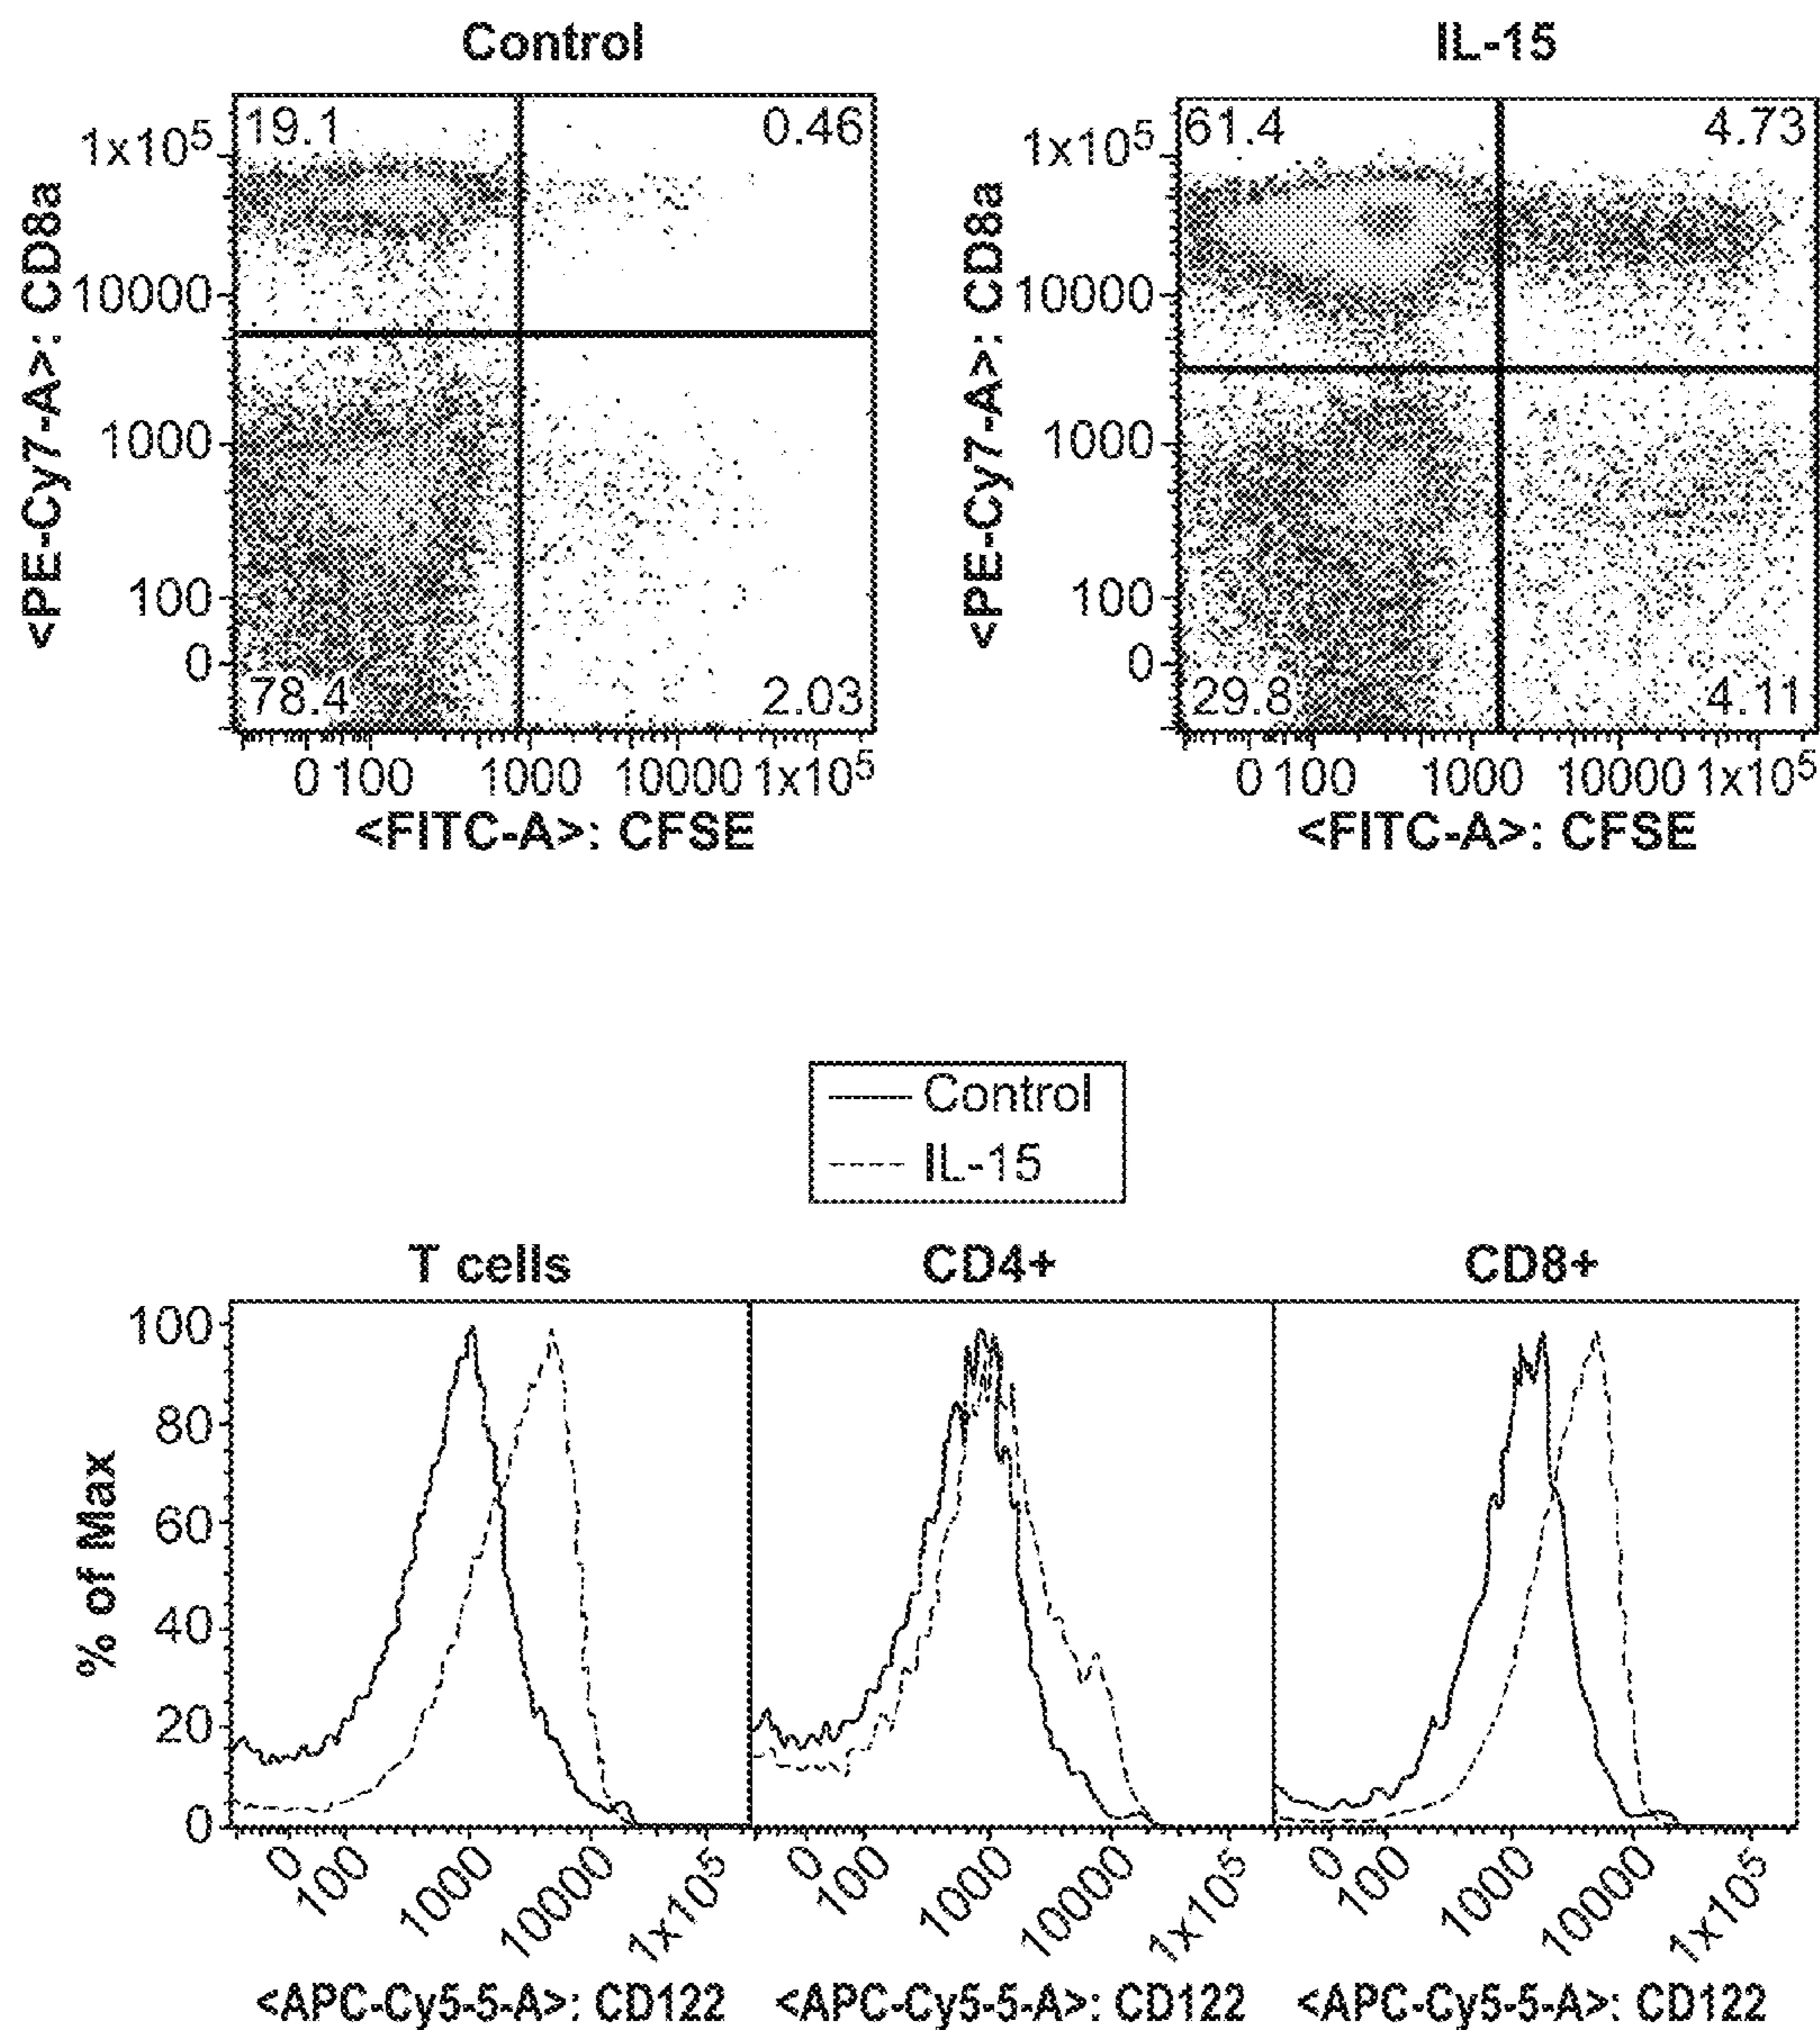 Control
19.1 0.46
78.4 2.03
<PE-Cy7-A>: CD8a
1x10⁵
10000
1000
100
0
0 100 1000 10000 1x10⁵
<FITC-A>: CFSE
IL-15
61.4 4.73
29.8 4.11
<PE-Cy7-A>: CD8a
1x10⁵
10000
1000
100
0
0 100 1000 10000 1x10⁵
<FITC-A>: CFSE
Control
IL-15
T cells CD4+ CD8+
% of Max
100
80
60
40
20
0
0 100 1000 10000 1x10⁵
0 100 1000 10000 1x10⁵
0 100 1000 10000 1x10⁵
<APC-Cy5-5-A>: CD122 <APC-Cy5-5-A>: CD122 <APC-Cy5-5-A>: CD122